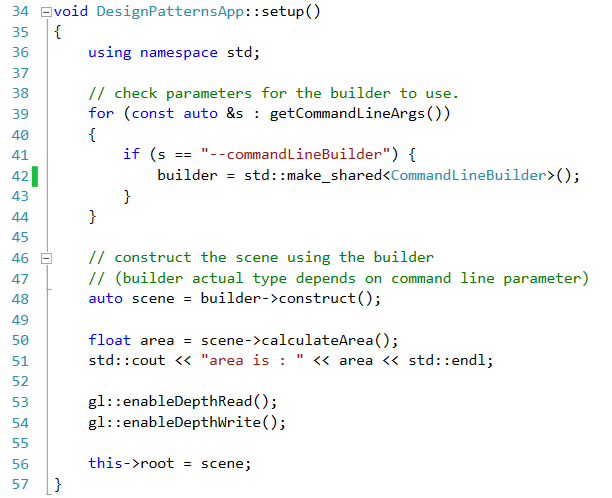 34 void DesignPatternsApp::setup()
35 {
36     using namespace std;
37
38     // check parameters for the builder to use.
39     for (const auto &s : getCommandLineArgs())
40     {
41         if (s == "--commandLineBuilder") {
42             builder = std::make_shared<CommandLineBuilder>();
43         }
44     }
45
46     // construct the scene using the builder
47     // (builder actual type depends on command line parameter)
48     auto scene = builder->construct();
49
50     float area = scene->calculateArea();
51     std::cout << "area is : " << area << std::endl;
52
53     gl::enableDepthRead();
54     gl::enableDepthWrite();
55
56     this->root = scene;
57 }